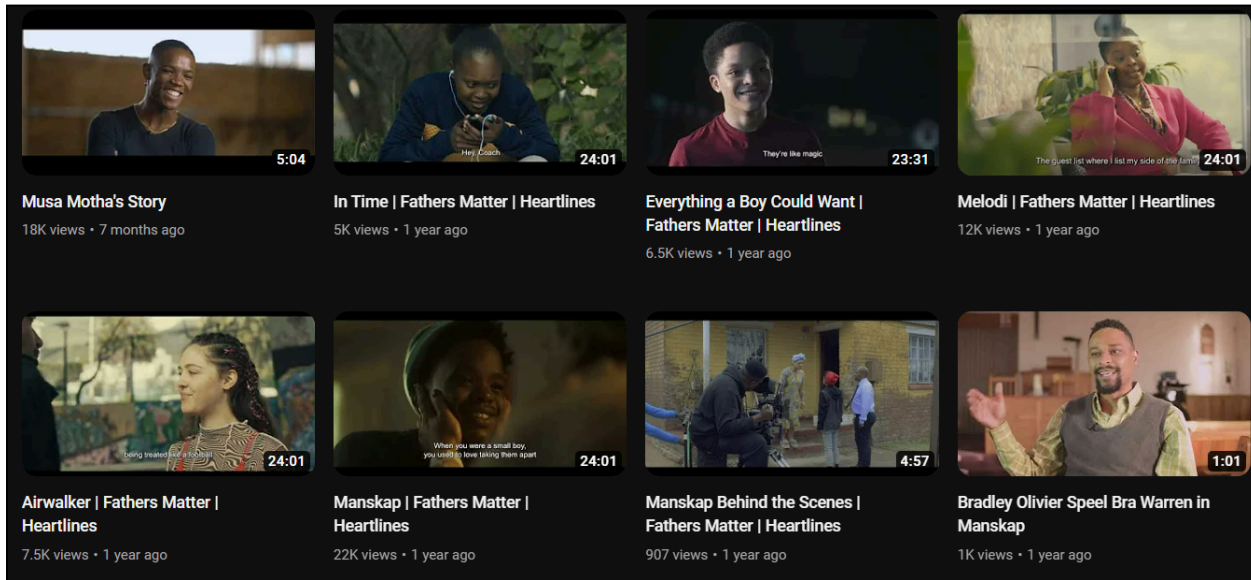 5:04
Hey, Coach
24:01
They're like magic
23:31
The guest list where I list my side of the
24:01
Musa Motha's Story
18K views • 7 months ago
In Time | Fathers Matter | Heartlines
5K views • 1 year ago
Everything a Boy Could Want |
Fathers Matter | Heartlines
6.5K views • 1 year ago
Melodi | Fathers Matter | Heartlines
12K views • 1 year ago
being treated like a football
24:01
When you were a small boy,
you used to love taking them apart
24:01
4:57
1:01
Airwalker | Fathers Matter |
Heartlines
7.5K views • 1 year ago
Manskap | Fathers Matter |
Heartlines
22K views • 1 year ago
Manskap Behind the Scenes |
Fathers Matter | Heartlines
907 views • 1 year ago
Bradley Olivier Speel Bra Warren in
Manskap
1K views • 1 year ago